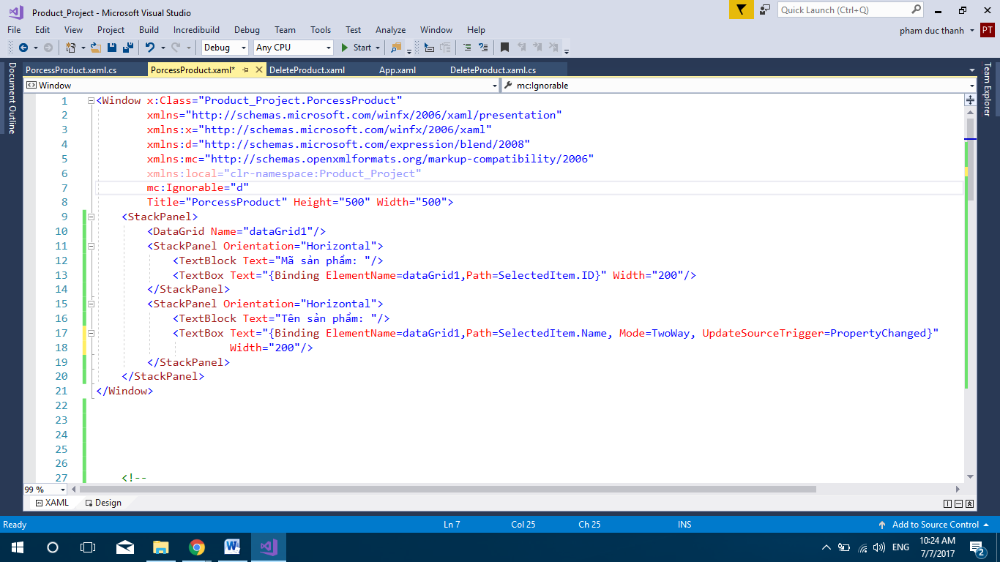 Product_Project - Microsoft Visual Studio
Quick Launch (Ctrl+Q)
File Edit View Project Build Incredibuild Debug Team Tools Test Analyze Window Help
pham duc thanh PT
Debug Any CPU Start
Document Outline
Team Explorer
PorcessProduct.xaml.cs PorcessProduct.xaml* DeleteProduct.xaml App.xaml DeleteProduct.xaml.cs
Window mc:Ignorable
1 <Window x:Class="Product_Project.PorcessProduct"
2 xmlns="http://schemas.microsoft.com/winfx/2006/xaml/presentation"
3 xmlns:x="http://schemas.microsoft.com/winfx/2006/xaml"
4 xmlns:d="http://schemas.microsoft.com/expression/blend/2008"
5 xmlns:mc="http://schemas.openxmlformats.org/markup-compatibility/2006"
6 xmlns:local="clr-namespace:Product_Project"
7 mc:Ignorable="d"
8 Title="PorcessProduct" Height="500" Width="500">
9 <StackPanel>
10 <DataGrid Name="dataGrid1"/>
11 <StackPanel Orientation="Horizontal">
12 <TextBlock Text="Mã sản phẩm: "/>
13 <TextBox Text="{Binding ElementName=dataGrid1,Path=SelectedItem.ID}" Width="200"/>
14 </StackPanel>
15 <StackPanel Orientation="Horizontal">
16 <TextBlock Text="Tên sản phẩm: "/>
17 <TextBox Text="{Binding ElementName=dataGrid1,Path=SelectedItem.Name, Mode=TwoWay, UpdateSourceTrigger=PropertyChanged}"
18 Width="200"/>
19 </StackPanel>
20 </StackPanel>
21 </Window>
22
23
24
25
26
27 <!--
99 %
XAML Design
Ready Ln 7 Col 25 Ch 25 INS Add to Source Control
ENG 10:24 AM
7/7/2017 2